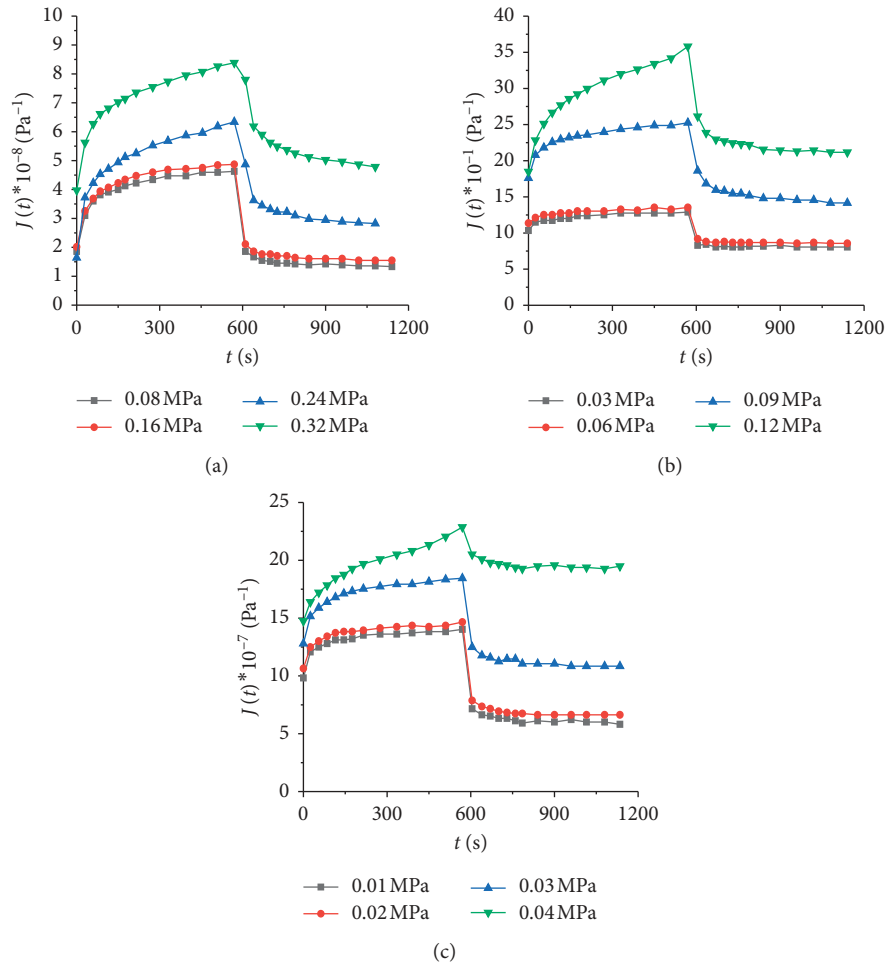 J (t)*10⁻⁸ (Pa⁻¹)
10
9
8
7
6
5
4
3
2
1
0
0 300 600 900 1200
t (s)
0.08 MPa 0.24 MPa
0.16 MPa 0.32 MPa
(a)
J (t)*10⁻¹ (Pa⁻¹)
40
35
30
25
20
15
10
5
0
0 300 600 900 1200
t (s)
0.03 MPa 0.09 MPa
0.06 MPa 0.12 MPa
(b)
J (t)*10⁻⁷ (Pa⁻¹)
25
20
15
10
5
0
0 300 600 900 1200
t (s)
0.01 MPa 0.03 MPa
0.02 MPa 0.04 MPa
(c)